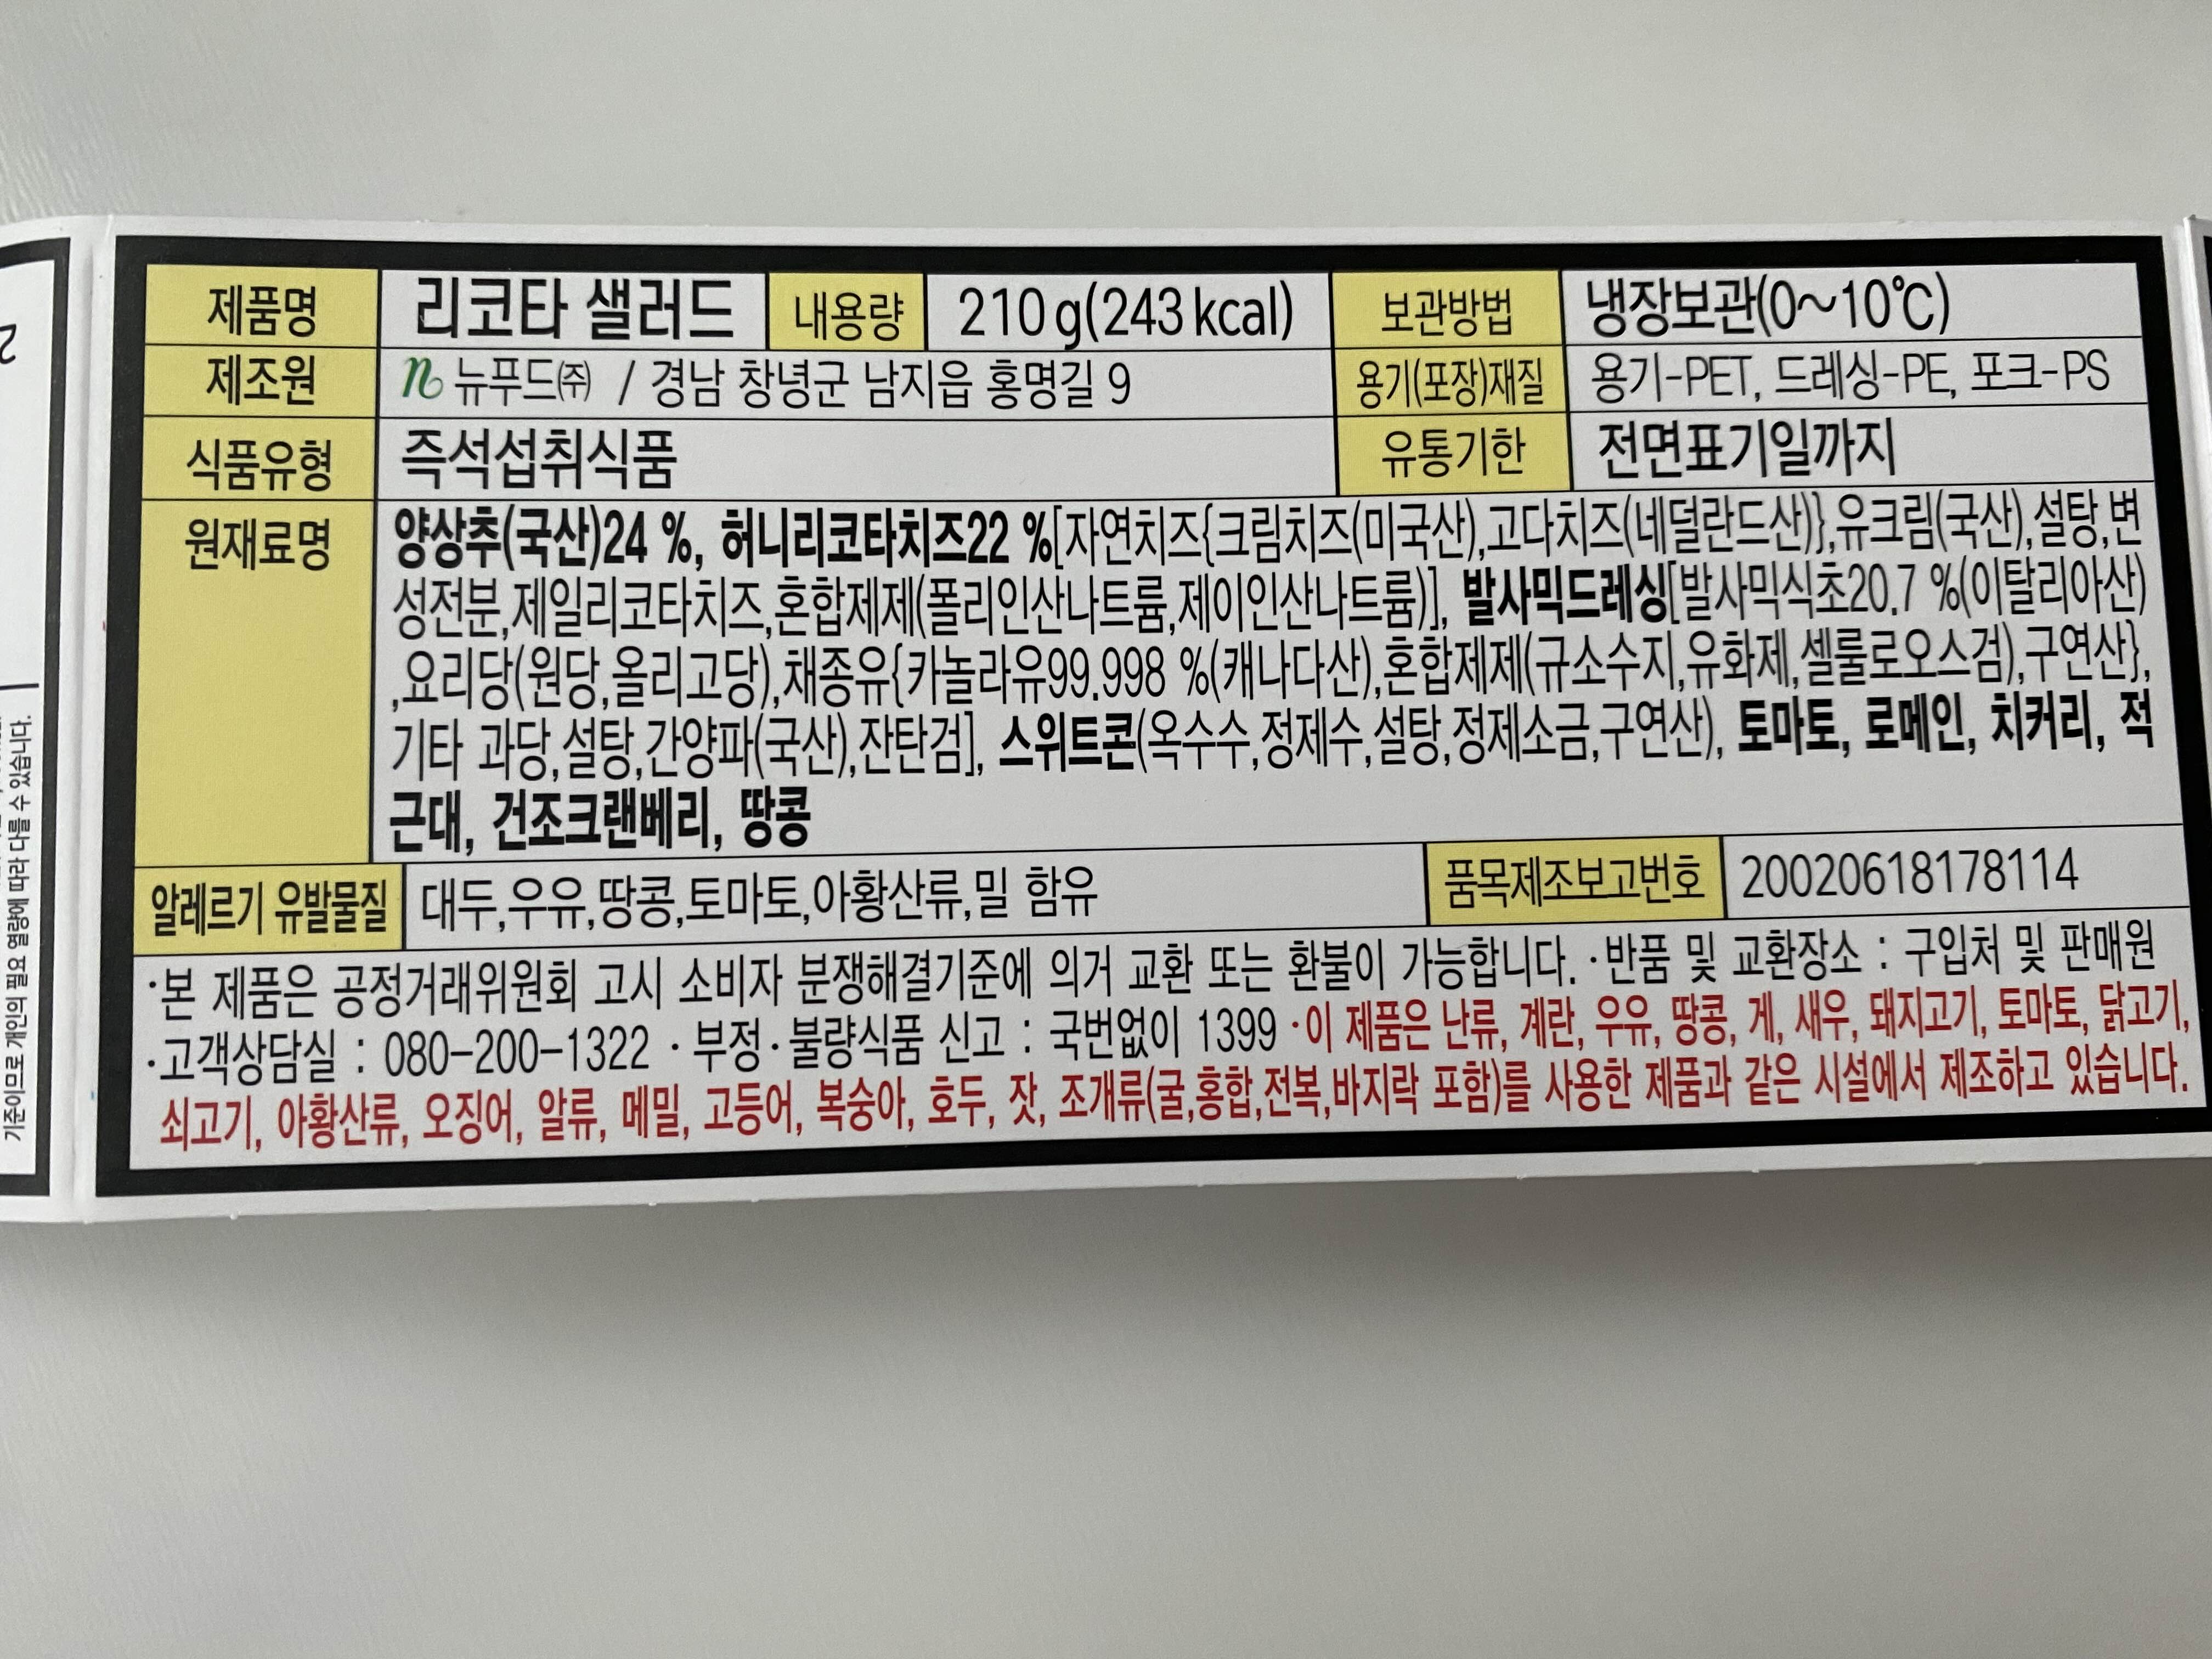 제품명 리코타 샐러드 내용량 210 g(243 kcal) 보관방법 냉장보관(0~10℃)
제조원 n 뉴푸드㈜ / 경남 창녕군 남지읍 홍명길 9 용기(포장)재질 용기-PET, 드레싱-PE, 포크-PS
식품유형 즉석섭취식품 유통기한 전면표기일까지
원재료명 양상추(국산)24 %, 허니리코타치즈22 %[자연치즈{크림치즈(미국산),고다치즈(네덜란드산)},유크림(국산),설탕,변
성전분,제일리코타치즈,혼합제제(폴리인산나트륨,제이인산나트륨)], 발사믹드레싱[발사믹식초20.7 %(이탈리아산)
,요리당(원당,올리고당),채종유{카놀라유99.998 %(캐나다산),혼합제제(규소수지,유화제,셀룰로오스검),구연산},
기타 과당,설탕,간양파(국산),잔탄검], 스위트콘(옥수수,정제수,설탕,정제소금,구연산), 토마토, 로메인, 치커리, 적
근대, 건조크랜베리, 땅콩
알레르기 유발물질 대두,우유,땅콩,토마토,아황산류,밀 함유 품목제조보고번호 20020618178114
·본 제품은 공정거래위원회 고시 소비자 분쟁해결기준에 의거 교환 또는 환불이 가능합니다. ·반품 및 교환장소 : 구입처 및 판매원
·고객상담실 : 080-200-1322 ·부정·불량식품 신고 : 국번없이 1399 ·이 제품은 난류, 계란, 우유, 땅콩, 게, 새우, 돼지고기, 토마토, 닭고기,
쇠고기, 아황산류, 오징어, 알류, 메밀, 고등어, 복숭아, 호두, 잣, 조개류(굴,홍합,전복,바지락 포함)를 사용한 제품과 같은 시설에서 제조하고 있습니다.
기준이므로 개인의 필요 열량에 따라 다를 수 있습니다.